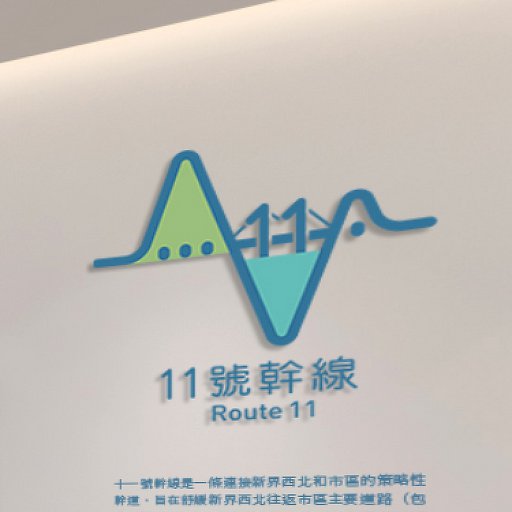 11
11號幹線
Route 11
十一號幹線是一條連接新界西北和市區的策略性
幹道，旨在舒緩新界西北往返市區主要道路（包